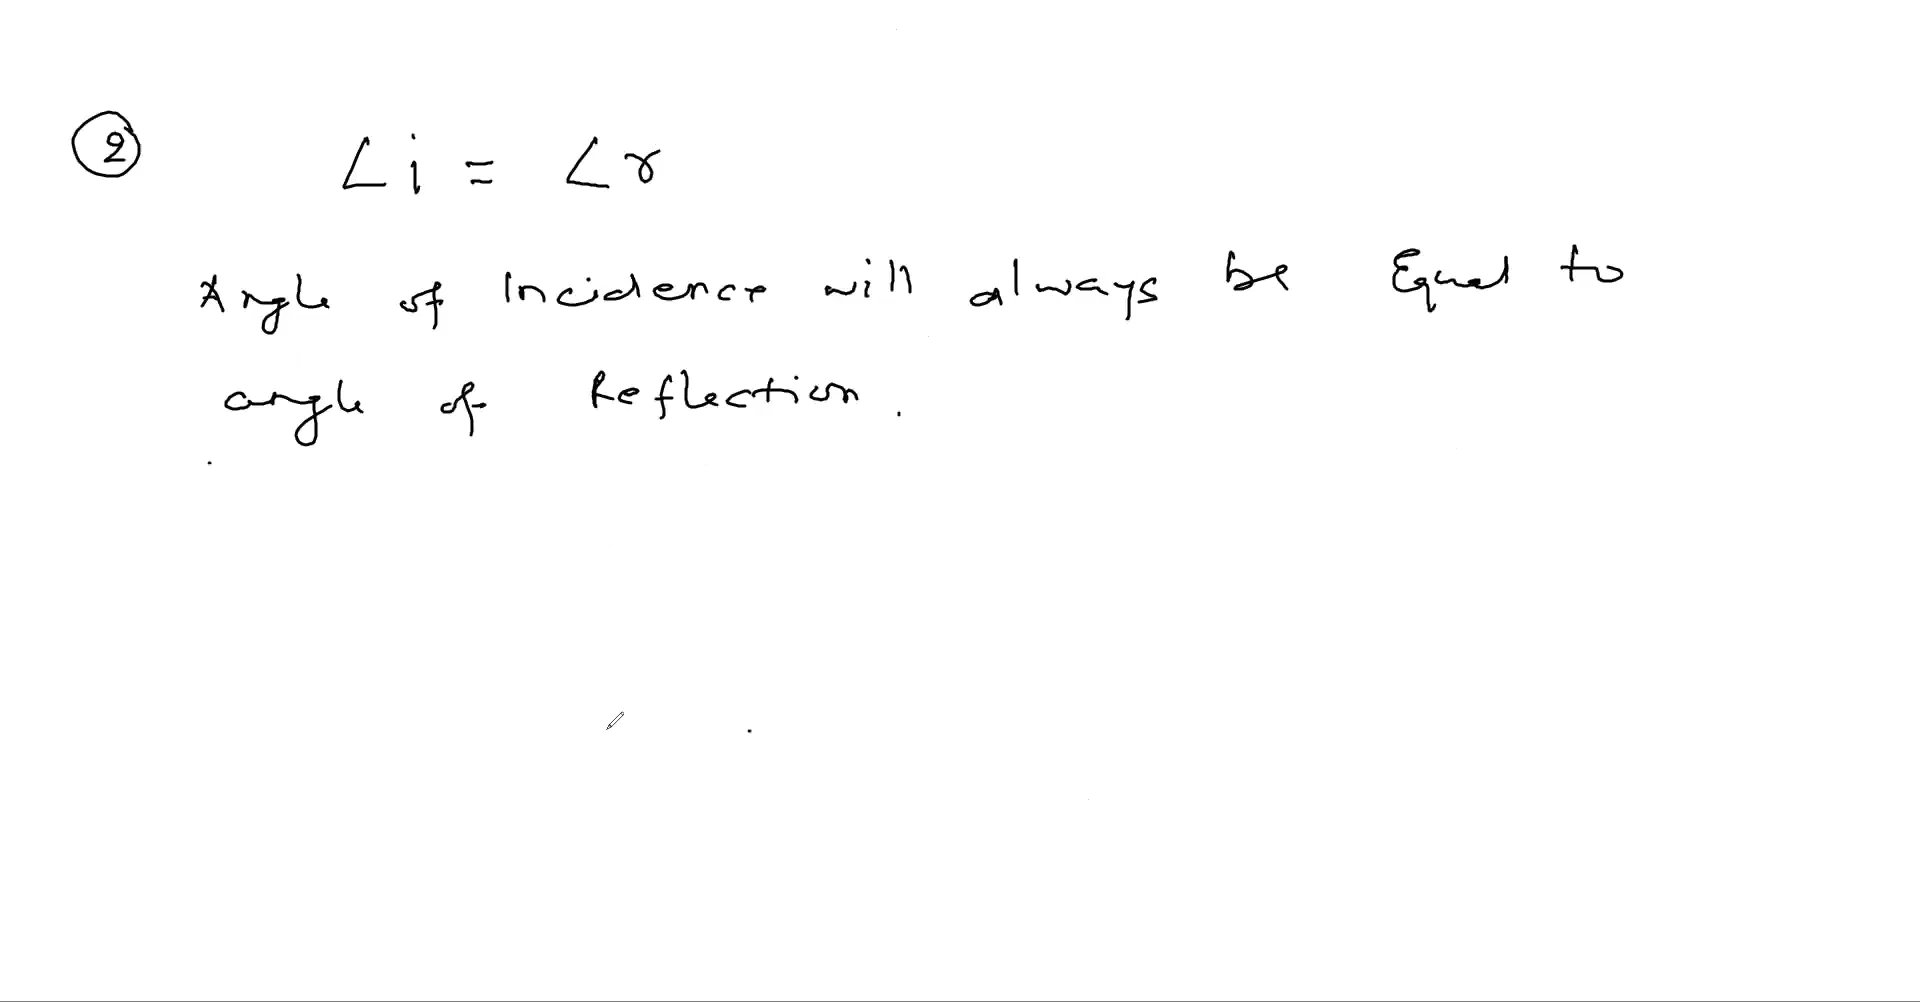 ② ∠i = ∠r
Angle of Incidence will always be Equal to
angle of Reflection.